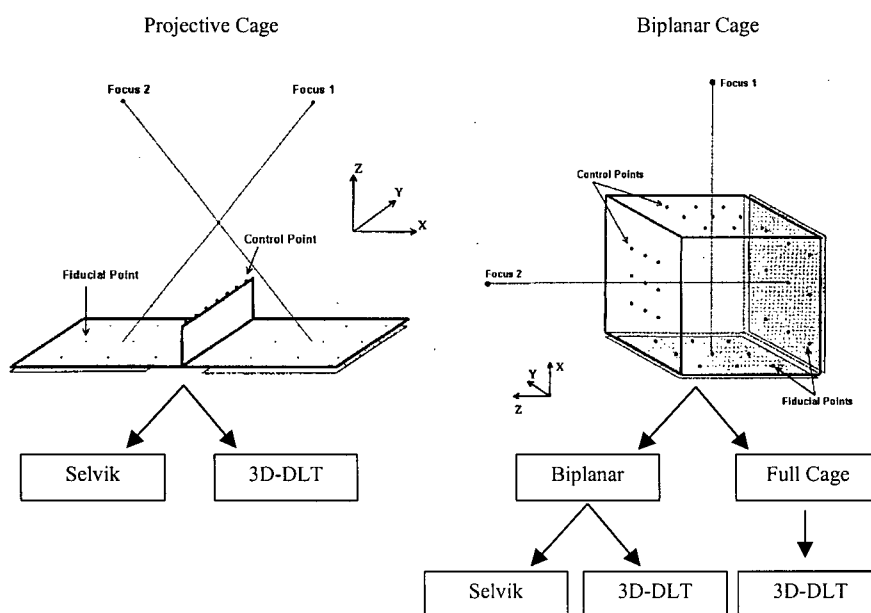 Projective Cage
Biplanar Cage
Focus 2
Focus 1
Z
Y
X
Control Point
Fiducial Point
Focus 1
Control Points
Focus 2
Y
X
Z
Fiducial Points
Selvik
3D-DLT
Biplanar
Full Cage
Selvik
3D-DLT
3D-DLT